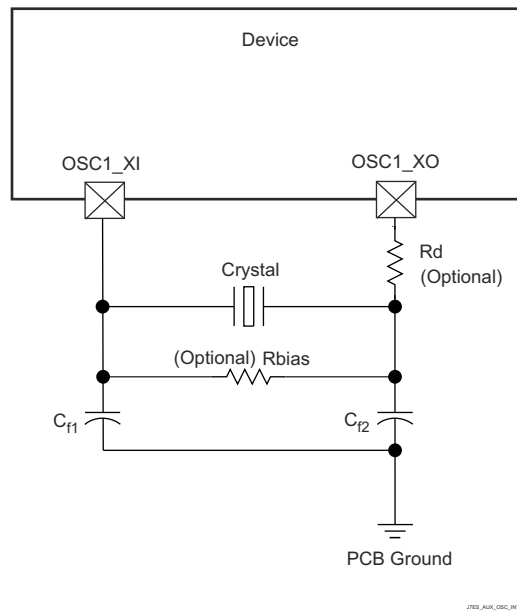 Device
OSC1_XI
OSC1_XO
Rd
(Optional)
Crystal
(Optional) Rbias
Cf1
Cf2
PCB Ground